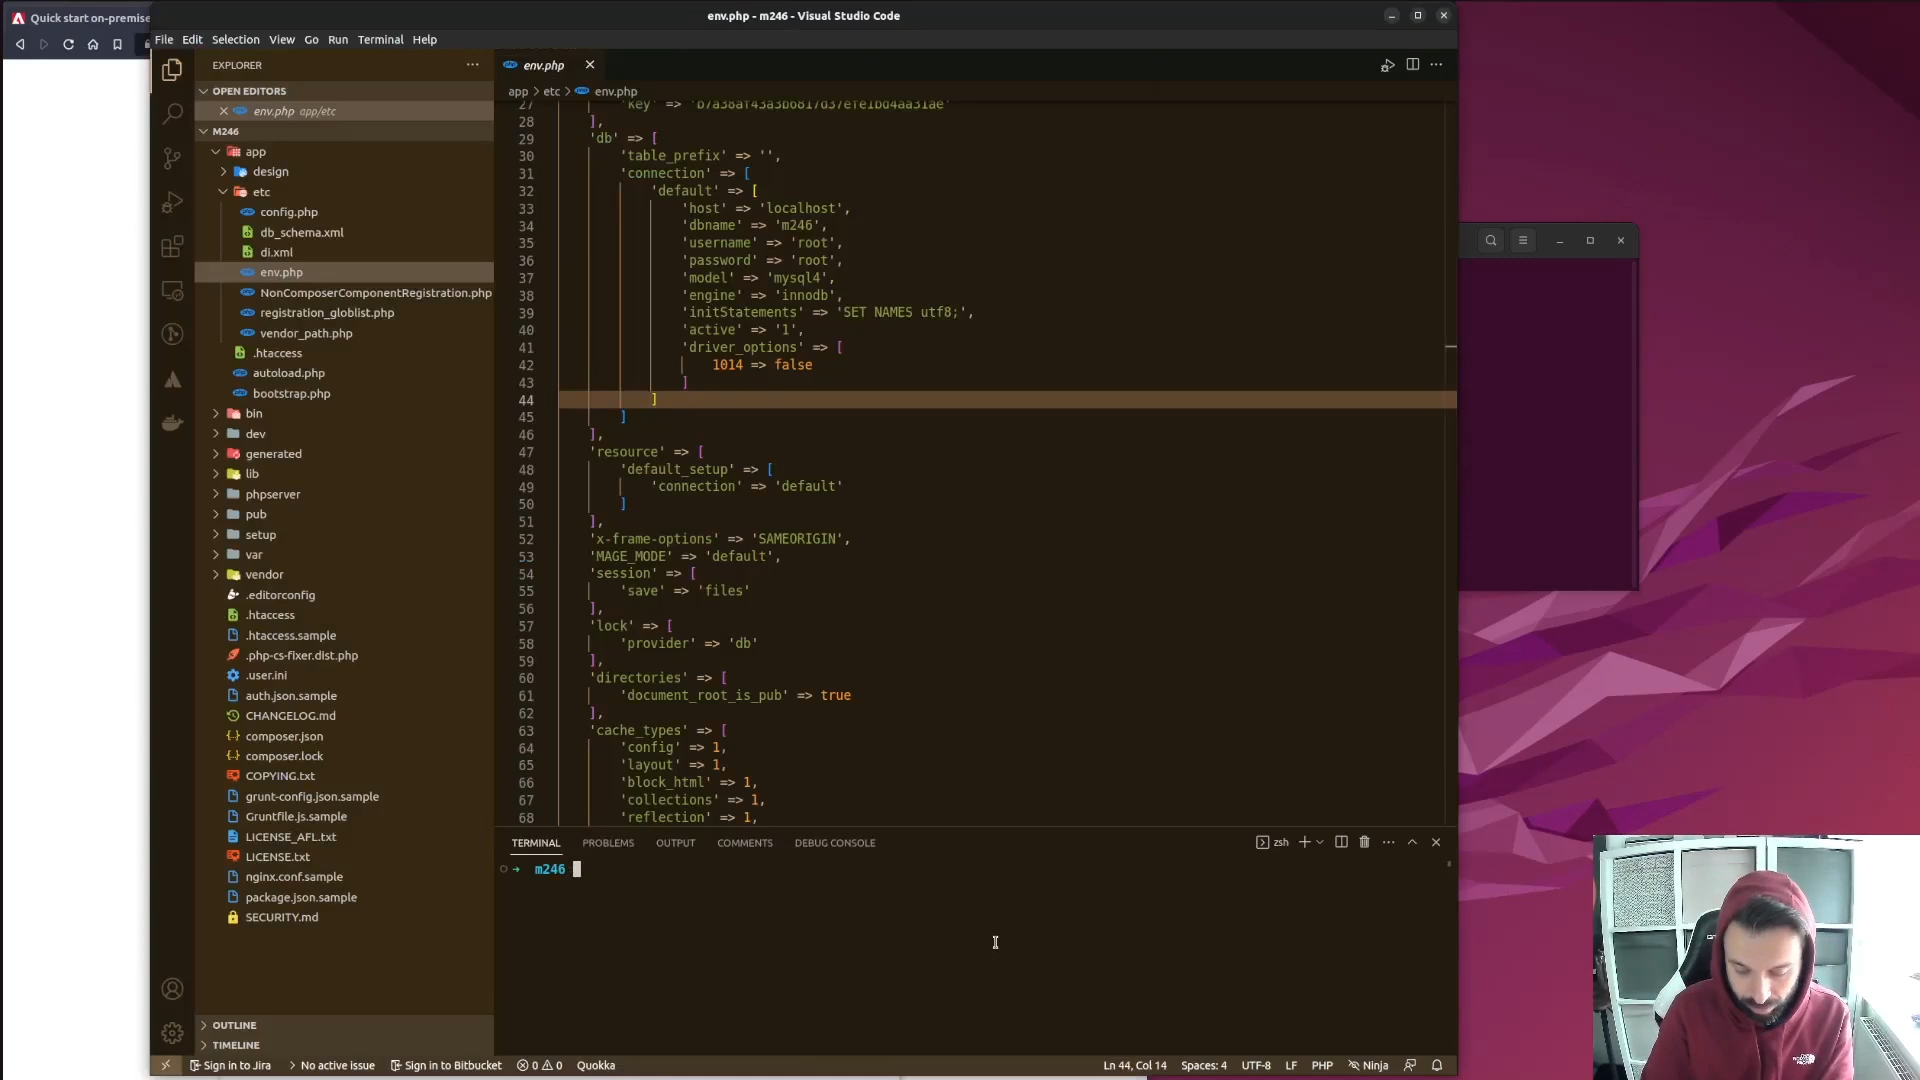 Quick start on-premise
env.php - m246 - Visual Studio Code
File Edit Selection View Go Run Terminal Help
EXPLORER
OPEN EDITORS
env.php app/etc
M246
app
design
etc
config.php
db_schema.xml
di.xml
env.php
NonComposerComponentRegistration.php
registration_globlist.php
vendor_path.php
.htaccess
autoload.php
bootstrap.php
bin
dev
generated
lib
phpserver
pub
setup
var
vendor
.editorconfig
.htaccess
.htaccess.sample
.php-cs-fixer.dist.php
.user.ini
auth.json.sample
CHANGELOG.md
composer.json
composer.lock
COPYING.txt
grunt-config.json.sample
Gruntfile.js.sample
LICENSE_AFL.txt
LICENSE.txt
nginx.conf.sample
package.json.sample
SECURITY.md
OUTLINE
TIMELINE
env.php
app > etc > env.php
28 ],
29 'db' => [
30 'table_prefix' => '',
31 'connection' => [
32 'default' => [
33 'host' => 'localhost',
34 'dbname' => 'm246',
35 'username' => 'root',
36 'password' => 'root',
37 'model' => 'mysql4',
38 'engine' => 'innodb',
39 'initStatements' => 'SET NAMES utf8;',
40 'active' => '1',
41 'driver_options' => [
42 1014 => false
43 ]
44 ]
45 ]
46 ],
47 'resource' => [
48 'default_setup' => [
49 'connection' => 'default'
50 ]
51 ],
52 'x-frame-options' => 'SAMEORIGIN',
53 'MAGE_MODE' => 'default',
54 'session' => [
55 'save' => 'files'
56 ],
57 'lock' => [
58 'provider' => 'db'
59 ],
60 'directories' => [
61 'document_root_is_pub' => true
62 ],
63 'cache_types' => [
64 'config' => 1,
65 'layout' => 1,
66 'block_html' => 1,
67 'collections' => 1,
68 'reflection' => 1,
TERMINAL PROBLEMS OUTPUT COMMENTS DEBUG CONSOLE
zsh
→ m246
Sign in to Jira > No active issue Sign in to Bitbucket 0 0 Quokka
Ln 44, Col 14 Spaces: 4 UTF-8 LF PHP Ninja